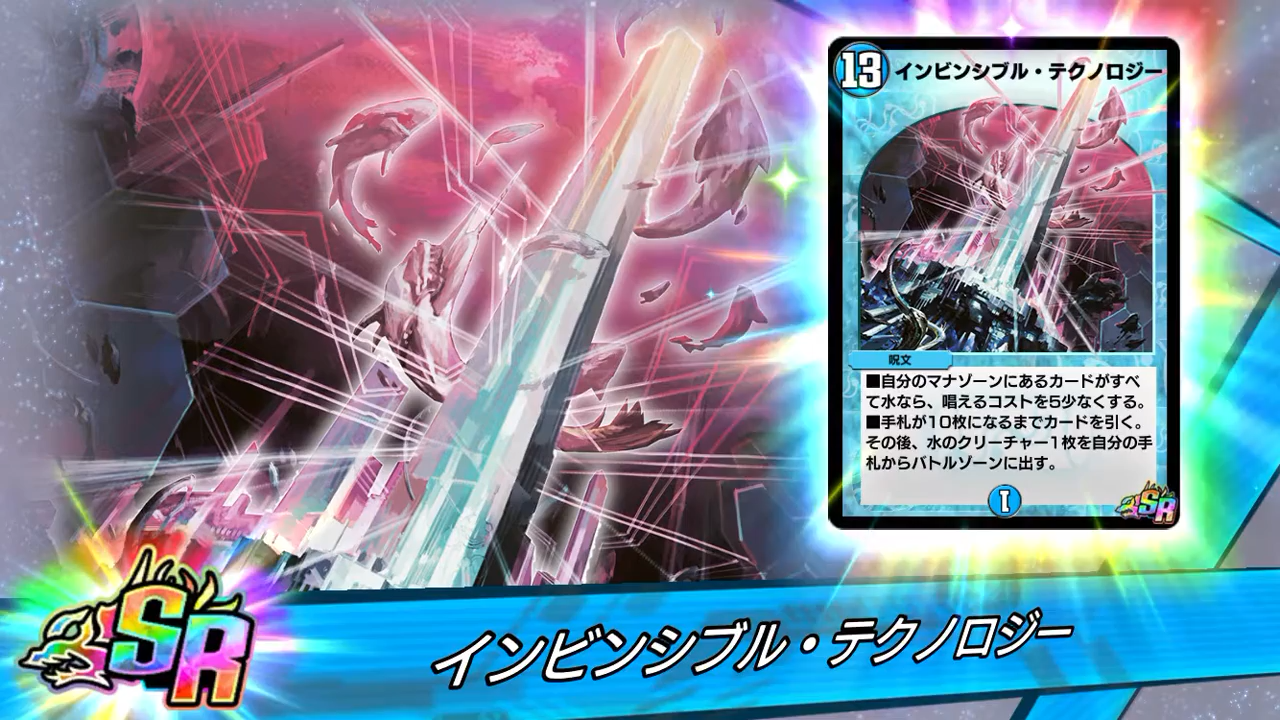 13
インビンシブル・テクノロジー
呪文
■自分のマナゾーンにあるカードがすべ
て水なら、唱えるコストを5少なくする。
■手札が10枚になるまでカードを引く。
その後、水のクリーチャー1枚を自分の手
札からバトルゾーンに出す。
1
SR
SR
インビンシブル・テクノロジー